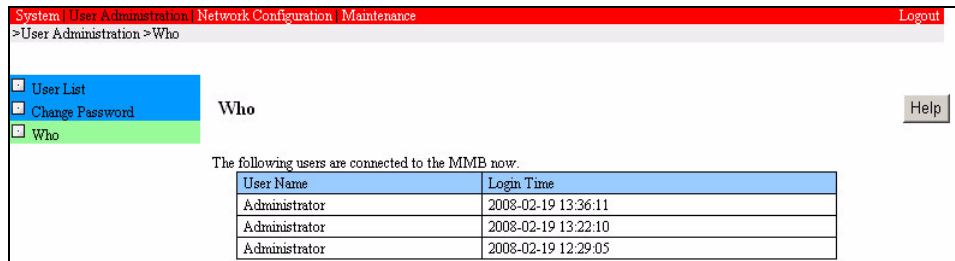 System | User Administration | Network Configuration | Maintenance Logout
>User Administration >Who
User List
Change Password
Who
Who
Help
The following users are connected to the MMB now.
User Name Login Time
Administrator 2008-02-19 13:36:11
Administrator 2008-02-19 13:22:10
Administrator 2008-02-19 12:29:05